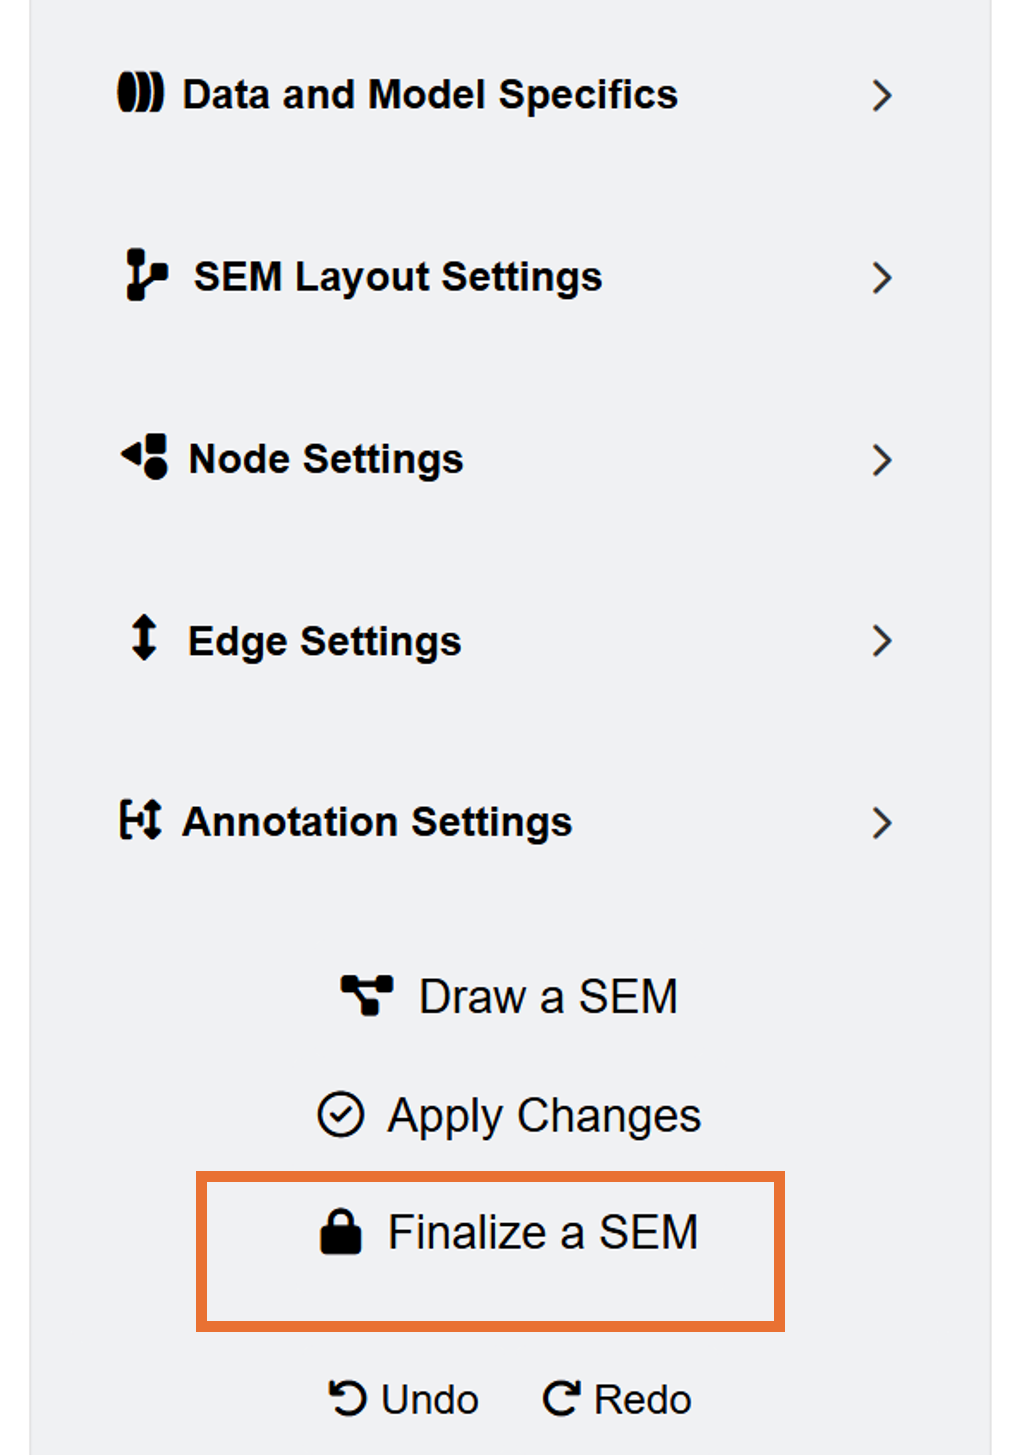 Data and Model Specifics
SEM Layout Settings
Node Settings
Edge Settings
Annotation Settings
Draw a SEM
Apply Changes
Finalize a SEM
Undo Redo